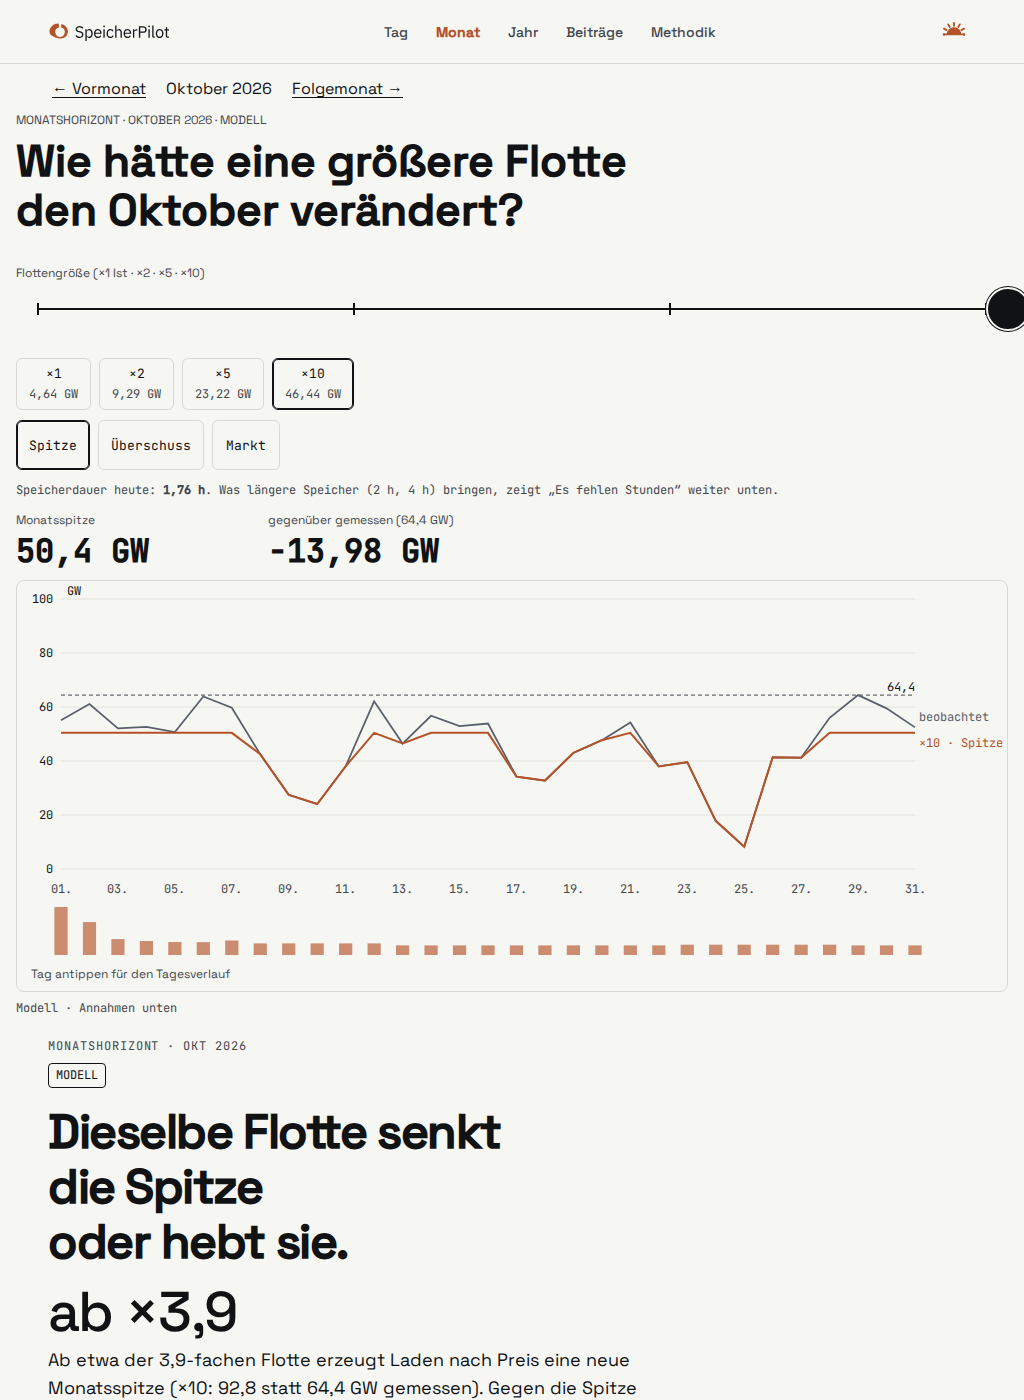 SpeicherPilot
Tag Monat Jahr Beiträge Methodik
← Vormonat Oktober 2026 Folgemonat →
MONATSHORIZONT · OKTOBER 2026 · MODELL
Wie hätte eine größere Flotte
den Oktober verändert?
Flottengröße (×1 Ist · ×2 · ×5 · ×10)
×1 ×2 ×5 ×10
4,64 GW 9,29 GW 23,22 GW 46,44 GW
Spitze Überschuss Markt
Speicherdauer heute: 1,76 h. Was längere Speicher (2 h, 4 h) bringen, zeigt „Es fehlen Stunden“ weiter unten.
Monatsspitze gegenüber gemessen (64,4 GW)
50,4 GW -13,98 GW
GW
100
80
64,4
60
beobachtet
×10 · Spitze
40
20
0
01. 03. 05. 07. 09. 11. 13. 15. 17. 19. 21. 23. 25. 27. 29. 31.
Tag antippen für den Tagesverlauf
Modell · Annahmen unten
MONATSHORIZONT · OKT 2026
MODELL
Dieselbe Flotte senkt
die Spitze
oder hebt sie.
ab ×3,9
Ab etwa der 3,9-fachen Flotte erzeugt Laden nach Preis eine neue
Monatsspitze (×10: 92,8 statt 64,4 GW gemessen). Gegen die Spitze